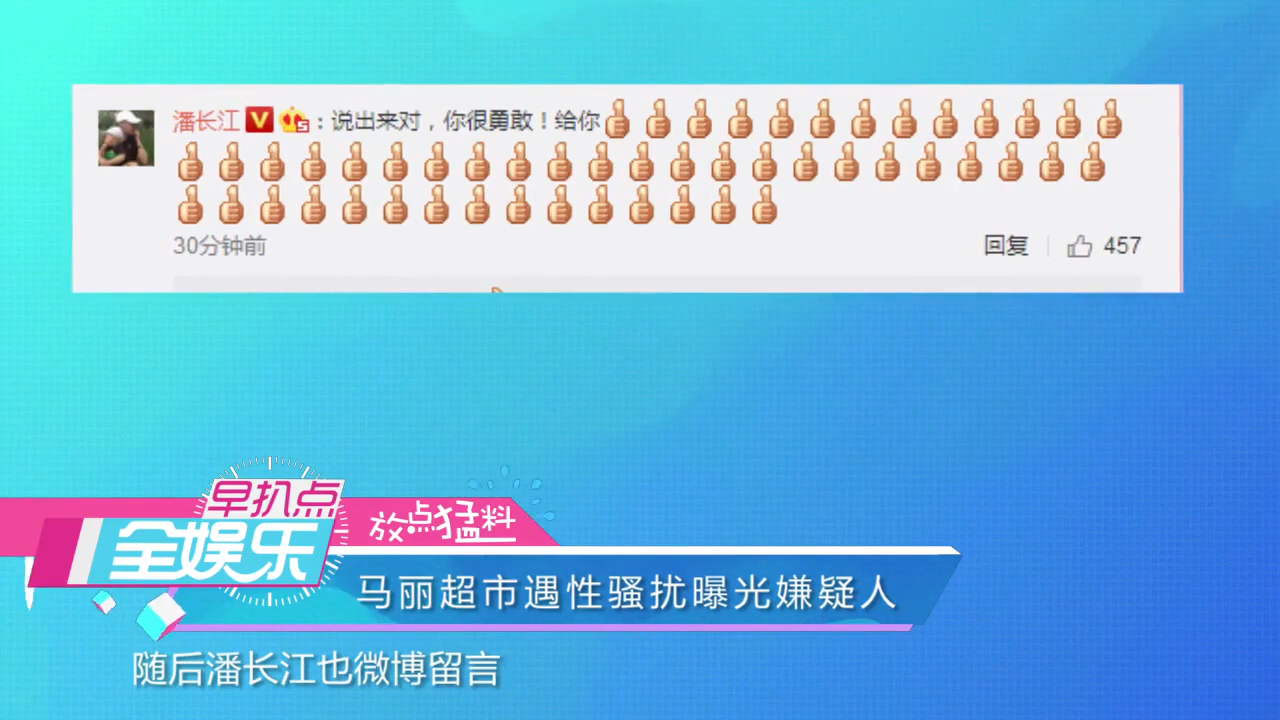 潘长江 V 5：说出来对，你很勇敢！给你
30分钟前
回复 457
早扒点
全娱乐
放点猛料
马丽超市遇性骚扰曝光嫌疑人
随后潘长江也微博留言